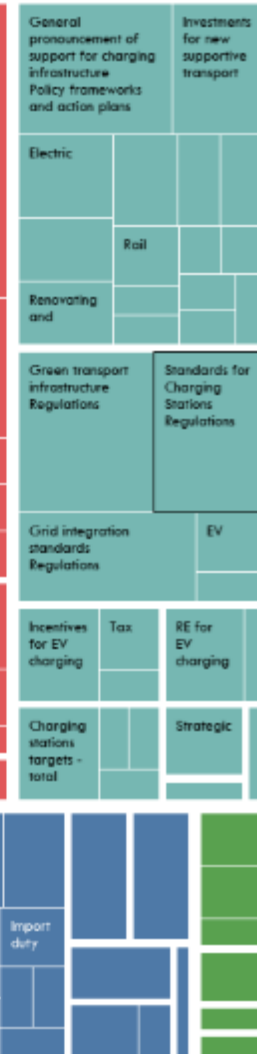 General
pronouncement of
support for charging
infrastructure
Policy frameworks
and action plans
Investments
for new
supportive
transport
Electric
Rail
Renovating
and
Green transport
infrastructure
Regulations
Standards for
Charging
Stations
Regulations
Grid integration
standards
Regulations
EV
Incentives
for EV
charging
Tax
RE for
EV
charging
Charging
stations
targets -
total
Strategic
Import
duty